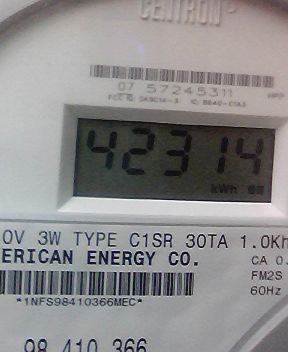 CENTRON®
07 57245311
42314
kWh
0V 3W TYPE C1SR 30TA 1.0Kh
ERICAN ENERGY CO.
CA 0.
FM2S
60Hz
*1NFS98410366MEC*
98 410 366